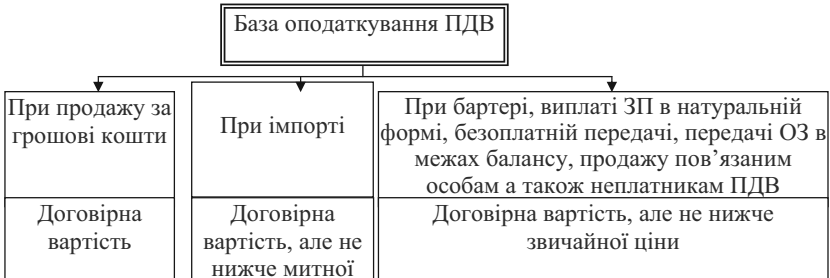 База оподаткування ПДВ
При продажу за
грошові кошти
При імпорті
При бартері, виплаті ЗП в натуральній
формі, безоплатній передачі, передачі ОЗ в
межах балансу, продажу пов’язаним
особам а також неплатникам ПДВ
Договірна
вартість
Договірна
вартість, але не
нижче митної
Договірна вартість, але не нижче
звичайної ціни